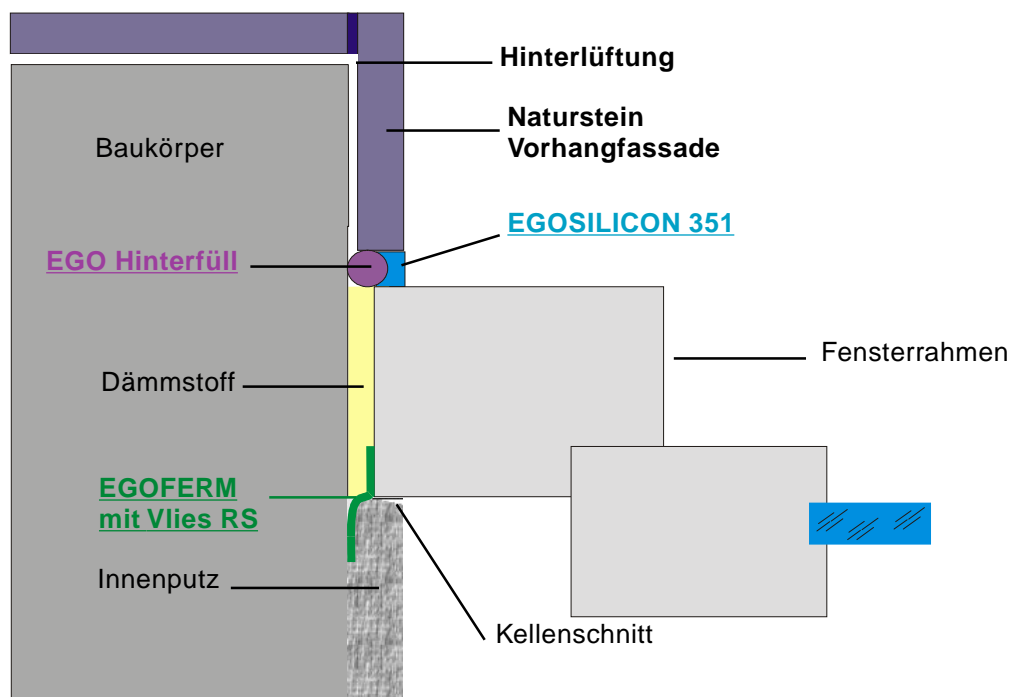 Hinterlüftung
Naturstein
Vorhangfassade
Baukörper
EGOSILICON 351
EGO Hinterfüll
Fensterrahmen
Dämmstoff
EGOFERM
mit Vlies RS
Innenputz
Kellenschnitt